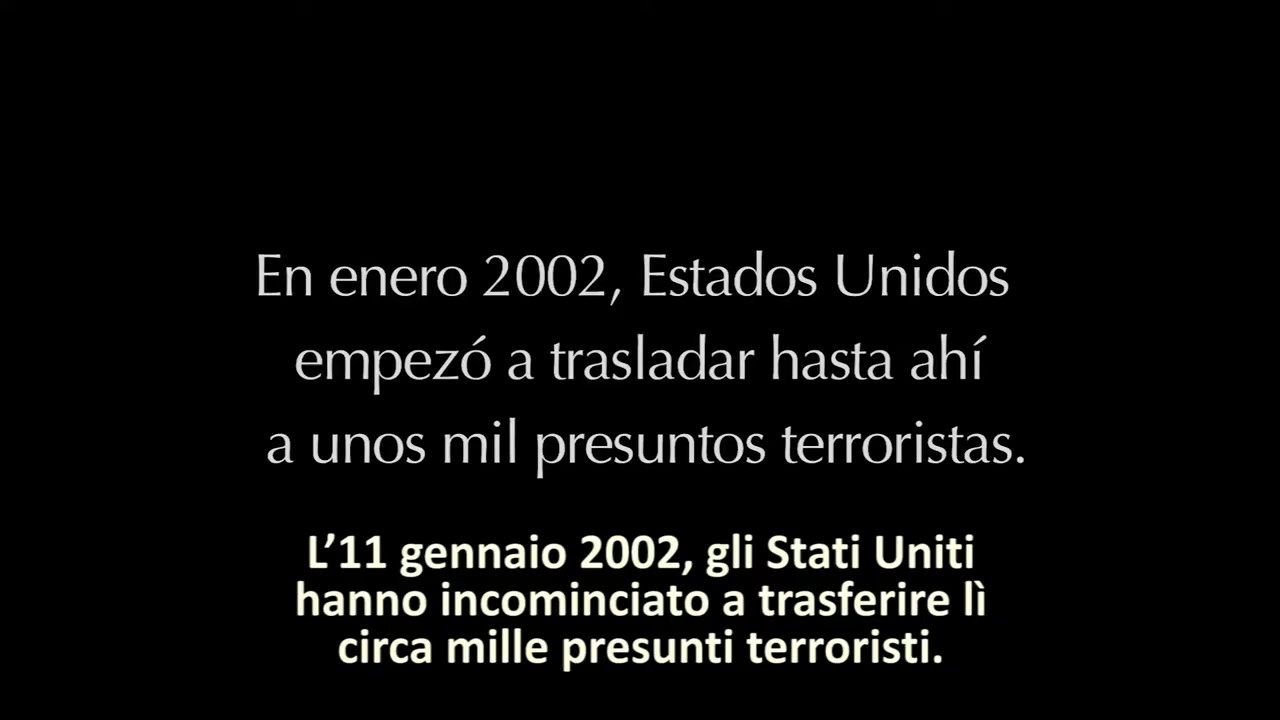 En enero 2002, Estados Unidos
empezó a trasladar hasta ahí
a unos mil presuntos terroristas.
L’11 gennaio 2002, gli Stati Uniti
hanno incominciato a trasferire lì
circa mille presunti terroristi.